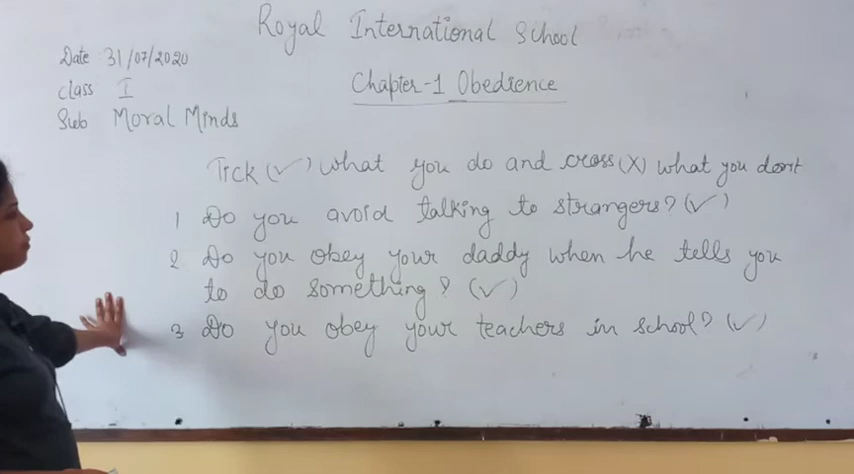 Royal International School
Date 31/07/2020
Class I
Sub Moral Minds
Chapter-1 Obedience
Tick (✓) what you do and cross (X) what you don't
1 Do you avoid talking to strangers? (✓)
2 Do you obey your daddy when he tells you
to do something? (✓)
3 Do you obey your teachers in school? (✓)